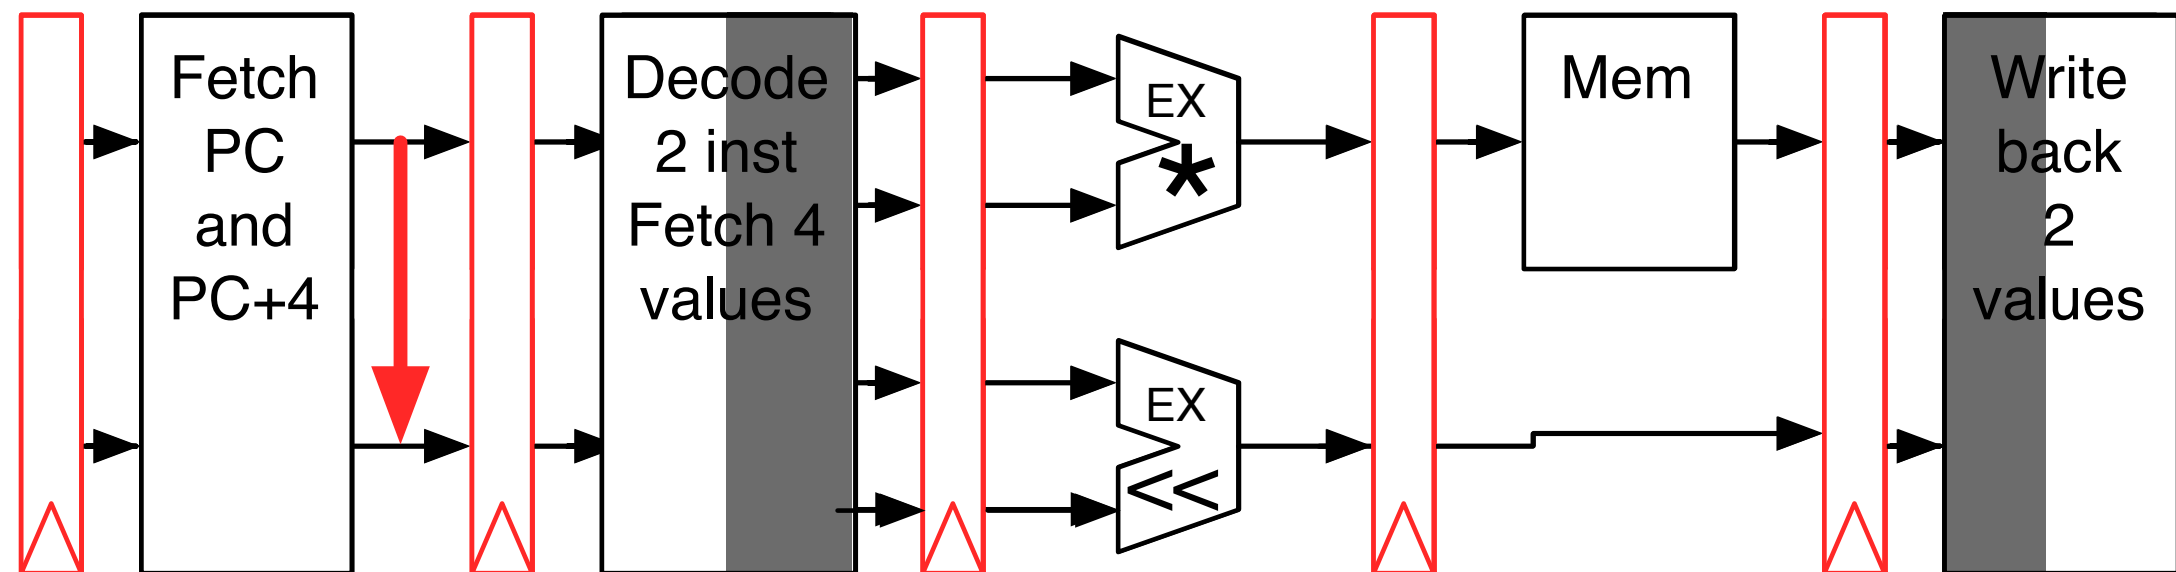 Fetch
PC
and
PC+4
Decode
2 inst
Fetch 4
values
EX
*
EX
<<
Mem
Write
back
2
values